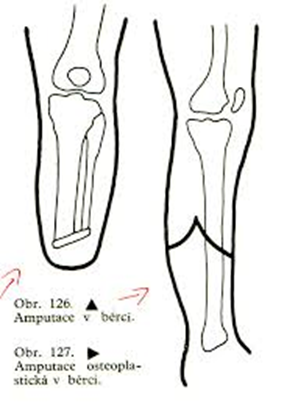 Obr. 126. ▲
Amputace v bérci.
Obr. 127. ►
Amputace osteopla-
stická v bérci.